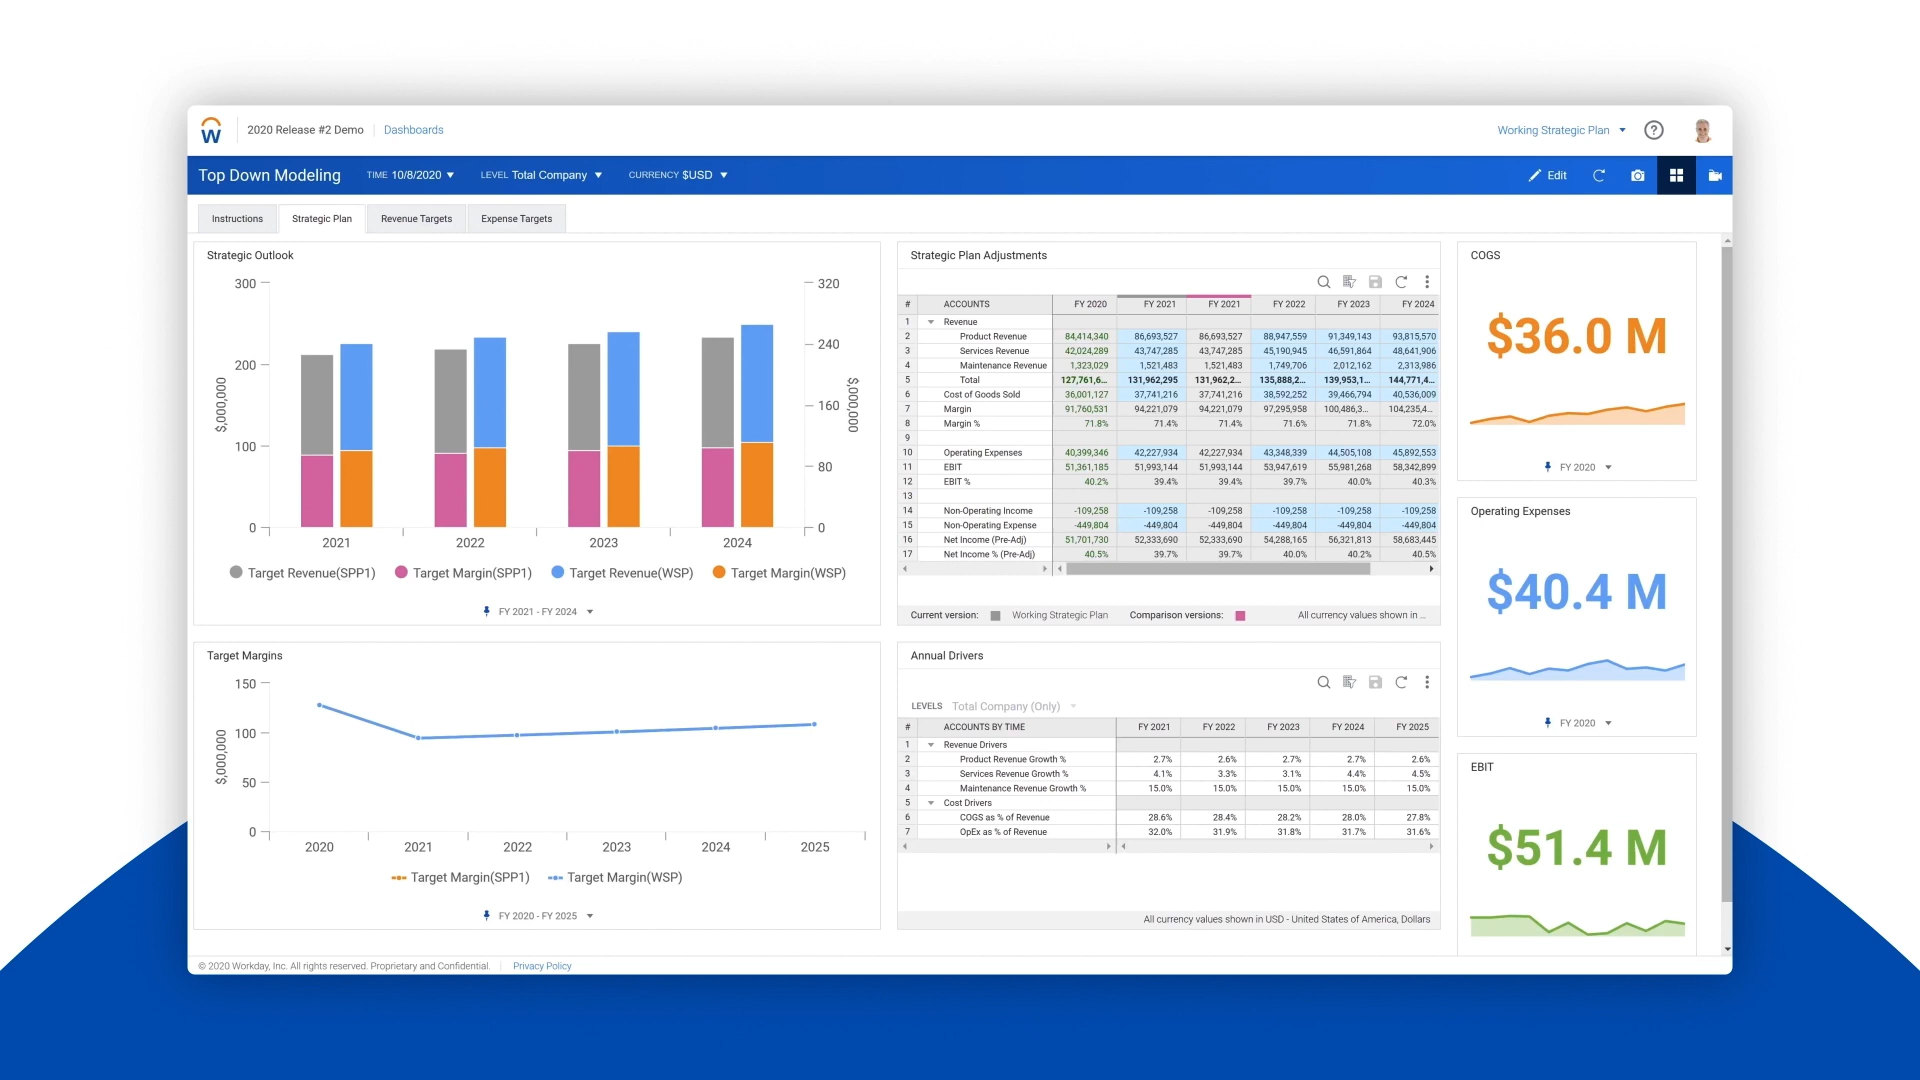 W 2020 Release #2 Demo Dashboards Working Strategic Plan ?
Top Down Modeling TIME 10/8/2020 LEVEL Total Company CURRENCY $USD Edit
Instructions Strategic Plan Revenue Targets Expense Targets
Strategic Outlook
300 320
240
200
160
100
80
0 0
$,000,000
$,000,000
2021 2022 2023 2024
Target Revenue(SPP1) Target Margin(SPP1) Target Revenue(WSP) Target Margin(WSP)
FY 2021 - FY 2024
Strategic Plan Adjustments
# ACCOUNTS FY 2020 FY 2021 FY 2021 FY 2022 FY 2023 FY 2024
1 Revenue
2 Product Revenue 84,414,340 86,693,527 86,693,527 88,947,559 91,349,143 93,815,570
3 Services Revenue 42,024,289 43,747,285 43,747,285 45,190,945 46,591,864 48,641,906
4 Maintenance Revenue 1,323,029 1,521,483 1,521,483 1,749,706 2,012,162 2,313,986
5 Total 127,761,6... 131,962,295 131,962,2... 135,888,2... 139,953,1... 144,771,4...
6 Cost of Goods Sold 36,001,127 37,741,216 37,741,216 38,592,252 39,466,794 40,536,009
7 Margin 91,760,531 94,221,079 94,221,079 97,295,958 100,486,3... 104,235,4...
8 Margin % 71.8% 71.4% 71.4% 71.6% 71.8% 72.0%
9
10 Operating Expenses 40,399,346 42,227,934 42,227,934 43,348,339 44,505,108 45,892,553
11 EBIT 51,361,185 51,993,144 51,993,144 53,947,619 55,981,268 58,342,899
12 EBIT % 40.2% 39.4% 39.4% 39.7% 40.0% 40.3%
13
14 Non-Operating Income -109,258 -109,258 -109,258 -109,258 -109,258 -109,258
15 Non-Operating Expense -449,804 -449,804 -449,804 -449,804 -449,804 -449,804
16 Net Income (Pre-Adj) 51,701,730 52,333,690 52,333,690 54,288,165 56,321,813 58,683,445
17 Net Income % (Pre-Adj) 40.5% 39.7% 39.7% 40.0% 40.2% 40.5%
Current version: Working Strategic Plan Comparison versions: All currency values shown in ...
COGS
$36.0 M
FY 2020
Operating Expenses
$40.4 M
FY 2020
EBIT
$51.4 M
Target Margins
150
100
50
0
$,000,000
2020 2021 2022 2023 2024 2025
Target Margin(SPP1) Target Margin(WSP)
FY 2020 - FY 2025
Annual Drivers
LEVELS Total Company (Only)
# ACCOUNTS BY TIME FY 2021 FY 2022 FY 2023 FY 2024 FY 2025
1 Revenue Drivers
2 Product Revenue Growth % 2.7% 2.6% 2.7% 2.7% 2.6%
3 Services Revenue Growth % 4.1% 3.3% 3.1% 4.4% 4.5%
4 Maintenance Revenue Growth % 15.0% 15.0% 15.0% 15.0% 15.0%
5 Cost Drivers
6 COGS as % of Revenue 28.6% 28.4% 28.2% 28.0% 27.8%
7 OpEx as % of Revenue 32.0% 31.9% 31.8% 31.7% 31.6%
All currency values shown in USD - United States of America, Dollars
© 2020 Workday, Inc. All rights reserved. Proprietary and Confidential. Privacy Policy